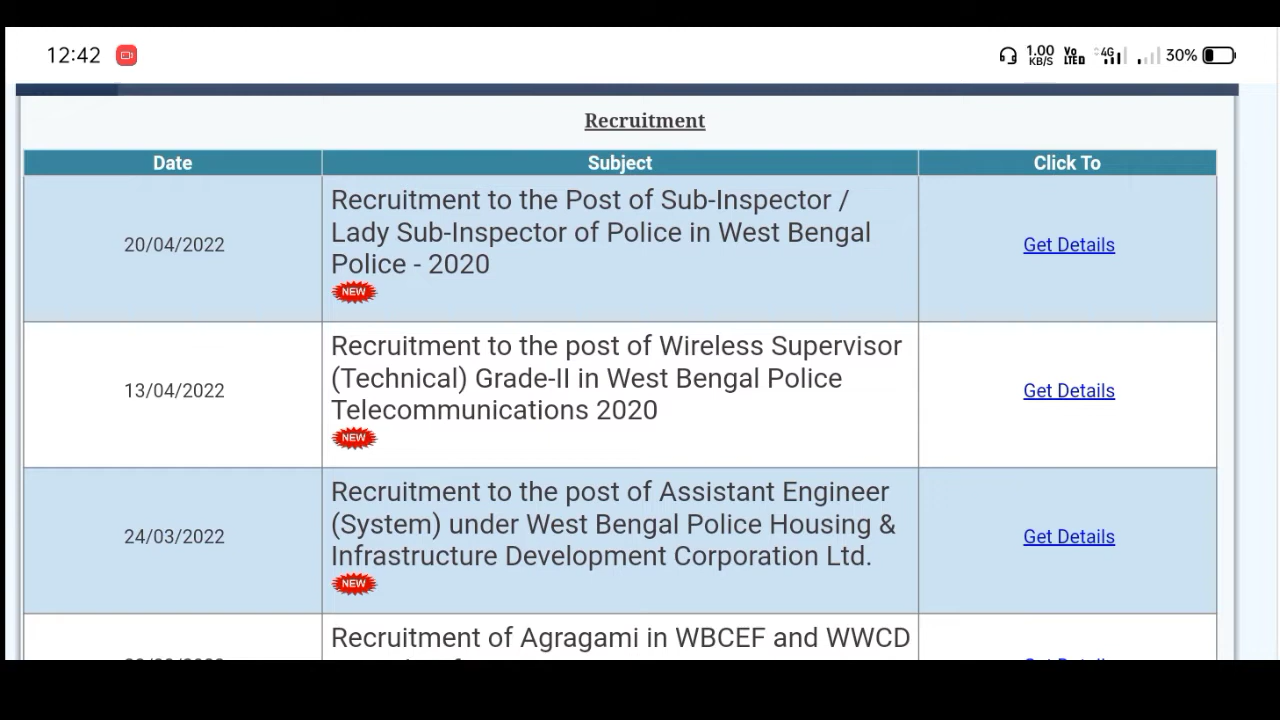 12:42
1.00 KB/S Vo LTE 4G 30%
Recruitment
Date Subject Click To
Recruitment to the Post of Sub-Inspector /
Lady Sub-Inspector of Police in West Bengal
Police - 2020
NEW
20/04/2022
Get Details
Recruitment to the post of Wireless Supervisor
(Technical) Grade-II in West Bengal Police
Telecommunications 2020
NEW
13/04/2022
Get Details
Recruitment to the post of Assistant Engineer
(System) under West Bengal Police Housing &
Infrastructure Development Corporation Ltd.
NEW
24/03/2022
Get Details
Recruitment of Agragami in WBCEF and WWCD